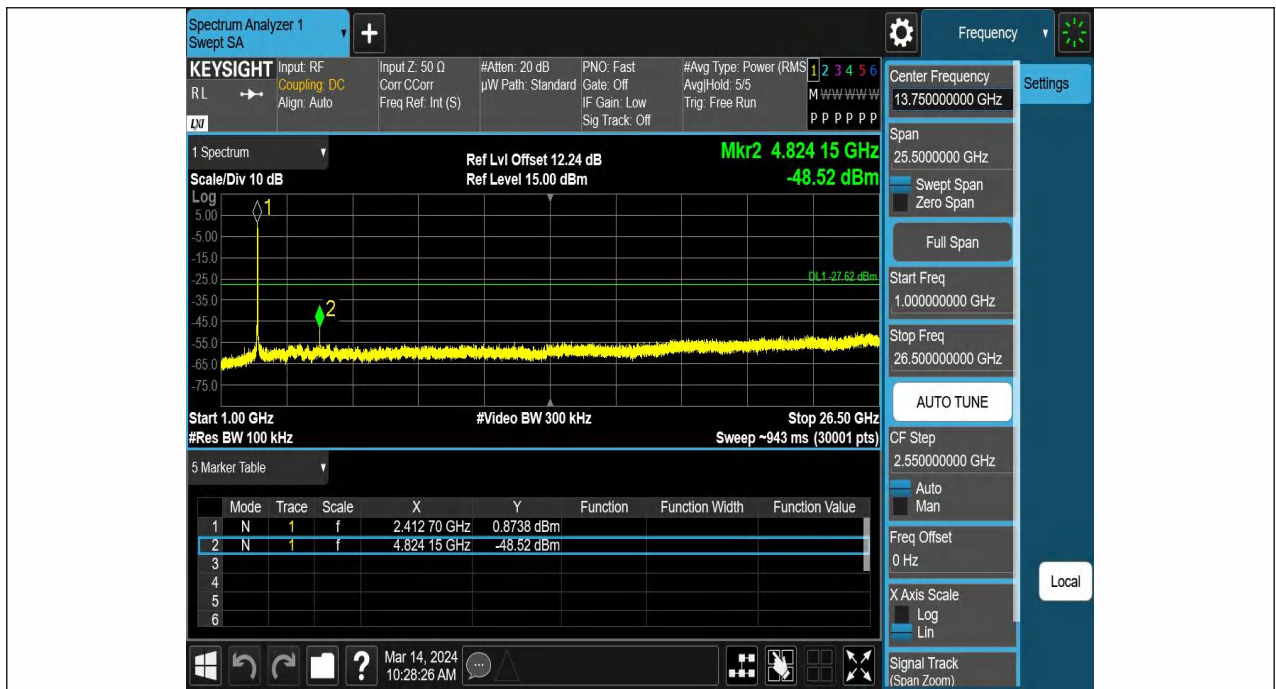 Spectrum Analyzer 1
Swept SA
+
Frequency
KEYSIGHT
RL
LXI
Input: RF
Coupling: DC
Align: Auto
Input Z: 50 Ω
Corr CCorr
Freq Ref: Int (S)
#Atten: 20 dB
µW Path: Standard
PNO: Fast
Gate: Off
IF Gain: Low
Sig Track: Off
#Avg Type: Power (RMS
Avg|Hold: 5/5
Trig: Free Run
1 2 3 4 5 6
M W W W W W
P P P P P P
1 Spectrum
Scale/Div 10 dB
Ref Lvl Offset 12.24 dB
Ref Level 15.00 dBm
Mkr2 4.824 15 GHz
-48.52 dBm
Log
5.00
-5.00
-15.0
-25.0
-35.0
-45.0
-55.0
-65.0
-75.0
1
2
DL1 -27.62 dBm
Start 1.00 GHz
#Video BW 300 kHz
Stop 26.50 GHz
#Res BW 100 kHz
Sweep ~943 ms (30001 pts)
5 Marker Table
Mode Trace Scale X Y Function Function Width Function Value
1 N 1 f 2.412 70 GHz 0.8738 dBm
2 N 1 f 4.824 15 GHz -48.52 dBm
3
4
5
6
Mar 14, 2024
10:28:26 AM
Center Frequency
13.750000000 GHz
Settings
Span
25.5000000 GHz
Swept Span
Zero Span
Full Span
Start Freq
1.000000000 GHz
Stop Freq
26.500000000 GHz
AUTO TUNE
CF Step
2.550000000 GHz
Auto
Man
Freq Offset
0 Hz
Local
X Axis Scale
Log
Lin
Signal Track
(Span Zoom)